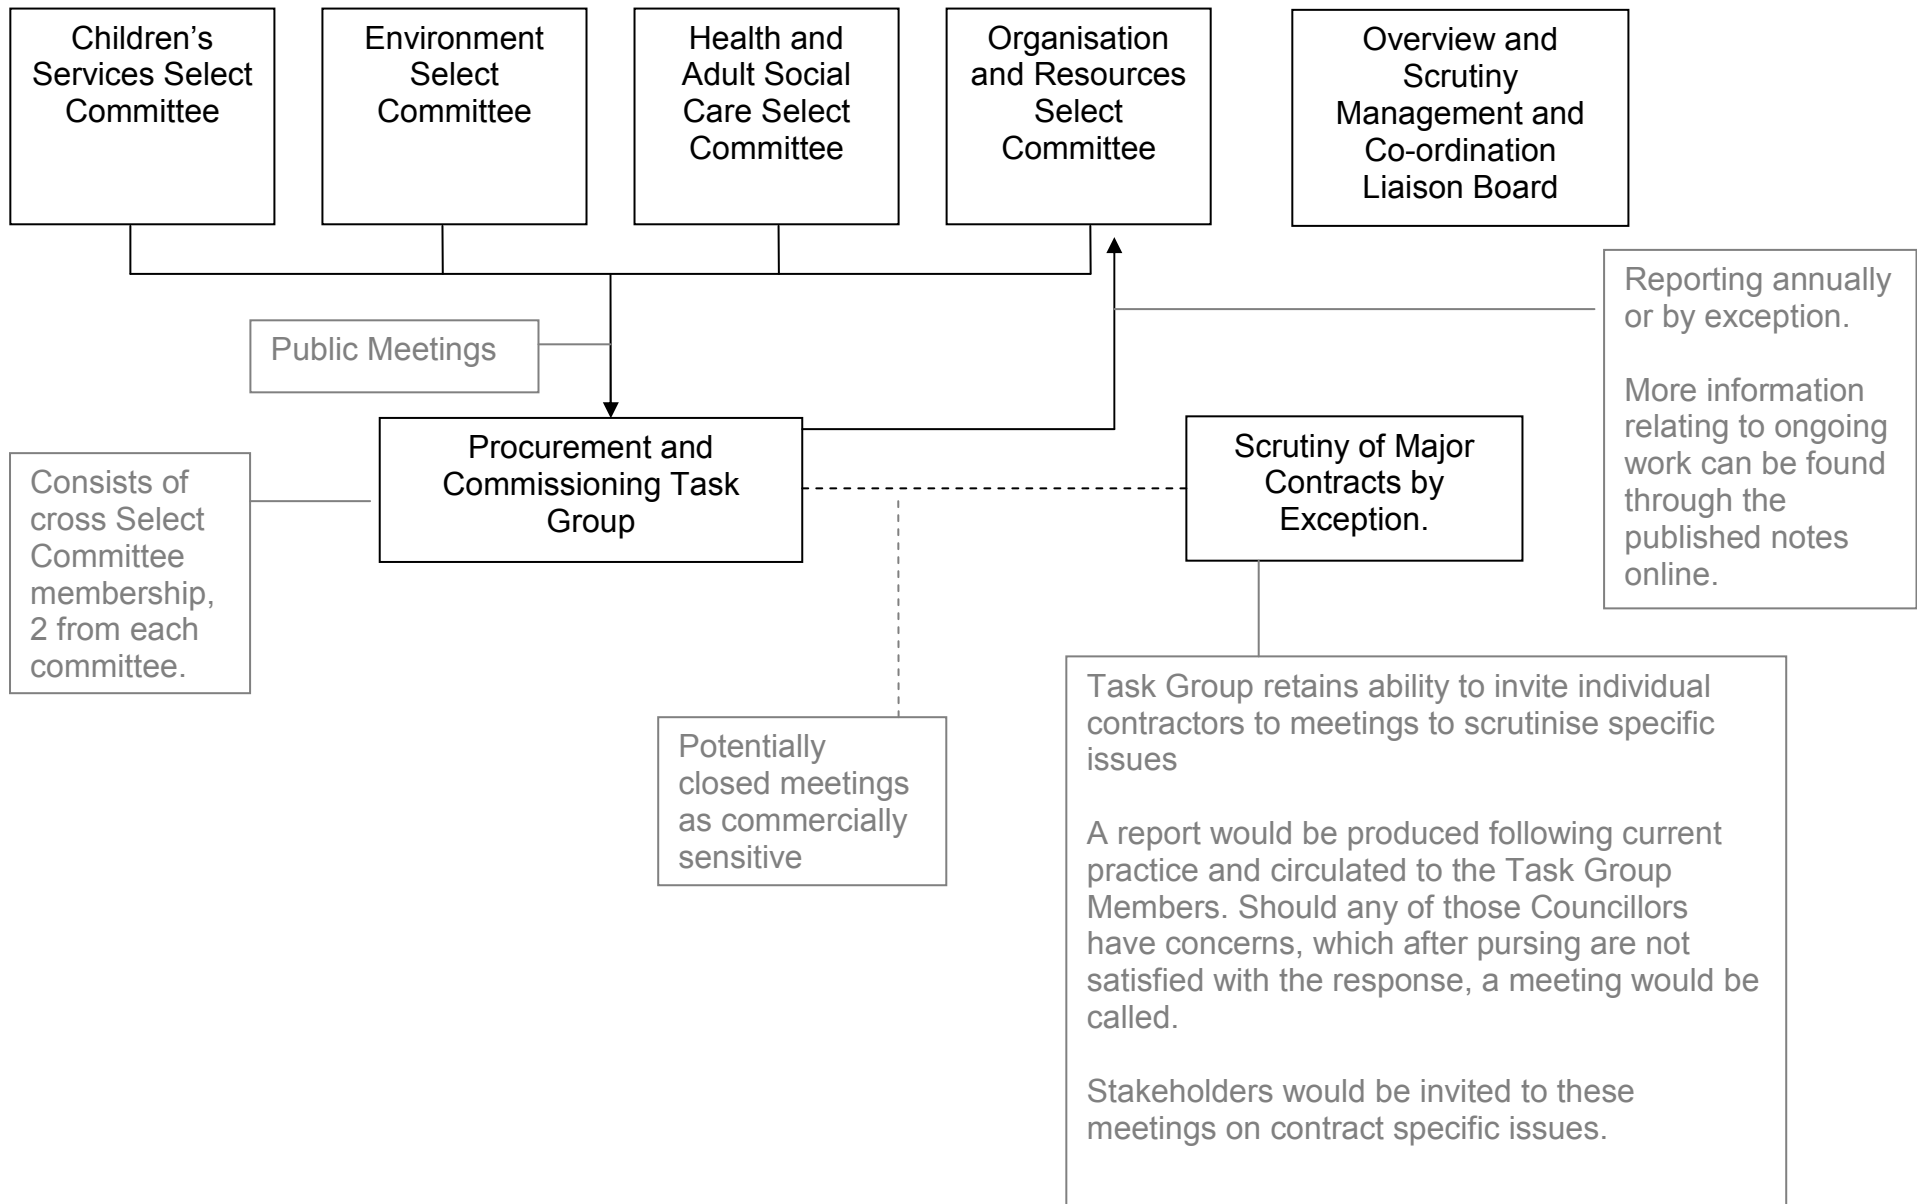 Children’s
Services Select
Committee
Environment
Select
Committee
Health and
Adult Social
Care Select
Committee
Organisation
and Resources
Select
Committee
Overview and
Scrutiny
Management and
Co-ordination
Liaison Board
Public Meetings
Reporting annually
or by exception.
More information
relating to ongoing
work can be found
through the
published notes
online.
Consists of
cross Select
Committee
membership,
2 from each
committee.
Procurement and
Commissioning Task
Group
Scrutiny of Major
Contracts by
Exception.
Potentially
closed meetings
as commercially
sensitive
Task Group retains ability to invite individual
contractors to meetings to scrutinise specific
issues
A report would be produced following current
practice and circulated to the Task Group
Members. Should any of those Councillors
have concerns, which after pursing are not
satisfied with the response, a meeting would be
called.
Stakeholders would be invited to these
meetings on contract specific issues.